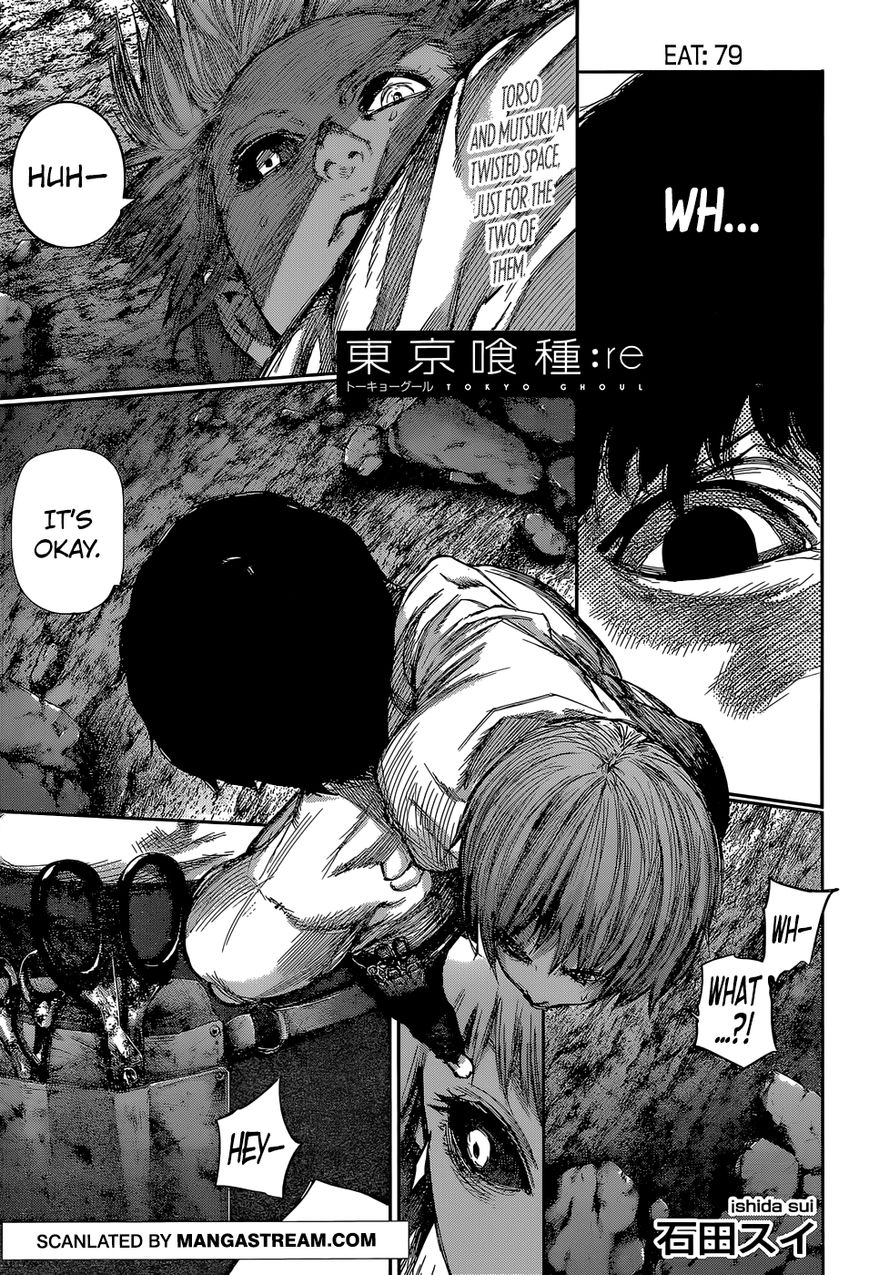 EAT: 79
WH...
TORSO
AND MUTSUKI. A
TWISTED SPACE,
JUST FOR THE
TWO OF
THEM.
HUH—
東京喰種:re
トーキョーグール TOKYO GHOUL
IT'S
OKAY.
WH-
WHAT
...?!
HEY—
ishida sui
石田スイ
SCANLATED BY MANGASTREAM.COM